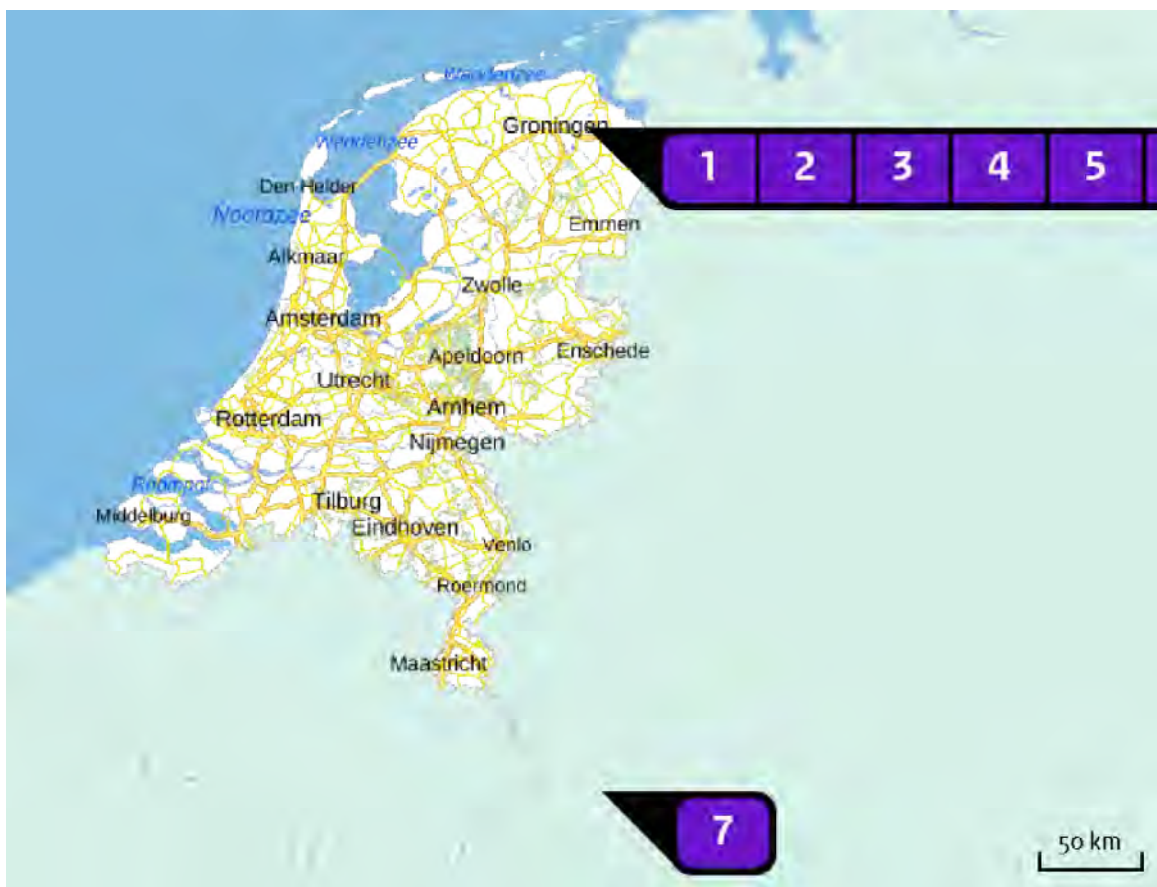 Waddenzee
Groningen
Waddenzee
1 2 3 4 5
Den Helder
Noordzee
Emmen
Alkmaar
Zwolle
Amsterdam
Apeldoorn
Enschede
Utrecht
Arnhem
Rotterdam
Nijmegen
Roompot
Tilburg
Middelburg
Eindhoven
Venlo
Roermond
Maastricht
7
50 km